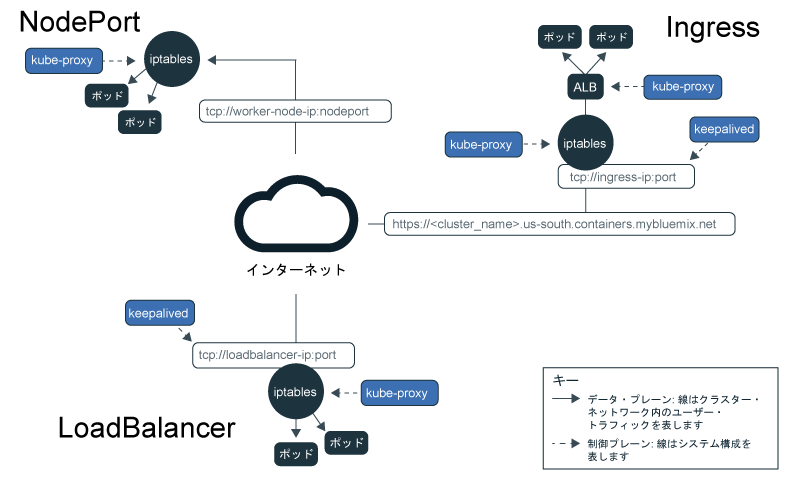 NodePort
kube-proxy
iptables
ポッド
ポッド
tcp://worker-node-ip:nodeport
Ingress
ポッド
ポッド
ALB
kube-proxy
kube-proxy
iptables
keepalived
tcp://ingress-ip:port
https://<cluster_name>.us-south.containers.mybluemix.net
インターネット
keepalived
tcp://loadbalancer-ip:port
iptables
kube-proxy
LoadBalancer
ポッド
ポッド
キー
データ・プレーン: 線はクラスター・
ネットワーク内のユーザー・
トラフィックを表します
制御プレーン: 線はシステム構成を
表します